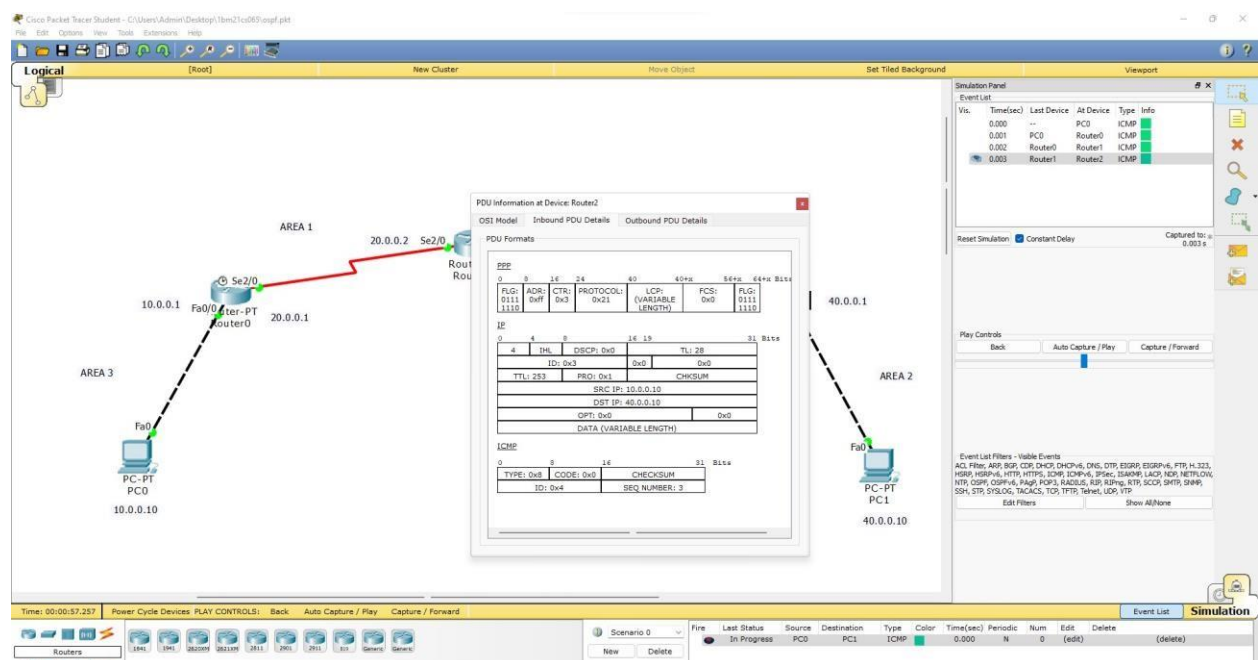 Cisco Packet Tracer Student - C:\Users\Admin\Desktop\1bm21cs065\ospf.pkt
File Edit Options View Tools Extensions Help
Logical [Root] New Cluster Move Object Set Tiled Background Viewport
AREA 1
20.0.0.2 Se2/0
Rout
Rou
Se2/0
10.0.0.1 Fa0/0 uter-PT
outer0 20.0.0.1
AREA 3
Fa0
PC-PT
PC0
10.0.0.10
PDU Information at Device: Router2
OSI Model Inbound PDU Details Outbound PDU Details
PDU Formats
PPP
0 8 16 24 40 40+x 56+x 64+x Bits
FLG: 0111 1110 ADR: 0xff CTR: 0x3 PROTOCOL: 0x21 LCP: (VARIABLE LENGTH) FCS: 0x0 FLG: 0111 1110
IP
0 4 8 16 19 31 Bits
4 IHL DSCP: 0x0 TL: 28
ID: 0x3 0x0 0x0
TTL: 253 PRO: 0x1 CHKSUM
SRC IP: 10.0.0.10
DST IP: 40.0.0.10
OPT: 0x0 0x0
DATA (VARIABLE LENGTH)
ICMP
0 8 16 31 Bits
TYPE: 0x8 CODE: 0x0 CHECKSUM
ID: 0x4 SEQ NUMBER: 3
40.0.0.1
AREA 2
Fa0
PC-PT
PC1
40.0.0.10
Simulation Panel
Event List
Vis. Time(sec) Last Device At Device Type Info
0.000 -- PC0 ICMP
0.001 PC0 Router0 ICMP
0.002 Router0 Router1 ICMP
0.003 Router1 Router2 ICMP
Reset Simulation Constant Delay Captured to:
0.003 s
Play Controls
Back Auto Capture / Play Capture / Forward
Event List Filters - Visible Events
ACL Filter, ARP, BGP, CDP, DHCP, DHCPv6, DNS, DTP, EIGRP, EIGRPv6, FTP, H.323,
HSRP, HSRPv6, HTTP, HTTPS, ICMP, ICMPv6, IPSec, ISAKMP, LACP, NDP, NETFLOW,
NTP, OSPF, OSPFv6, PAgP, POP3, RADIUS, RIP, RIPng, RTP, SCCP, SMTP, SNMP,
SSH, STP, SYSLOG, TACACS, TCP, TFTP, Telnet, UDP, VTP
Edit Filters Show All/None
Time: 00:00:57.257 Power Cycle Devices PLAY CONTROLS: Back Auto Capture / Play Capture / Forward Event List Simulation
Routers
1841 1941 2620XM 2621XM 2811 2901 2911 Generic Generic
Scenario 0
New Delete
Fire Last Status Source Destination Type Color Time(sec) Periodic Num Edit Delete
In Progress PC0 PC1 ICMP 0.000 N 0 (edit) (delete)